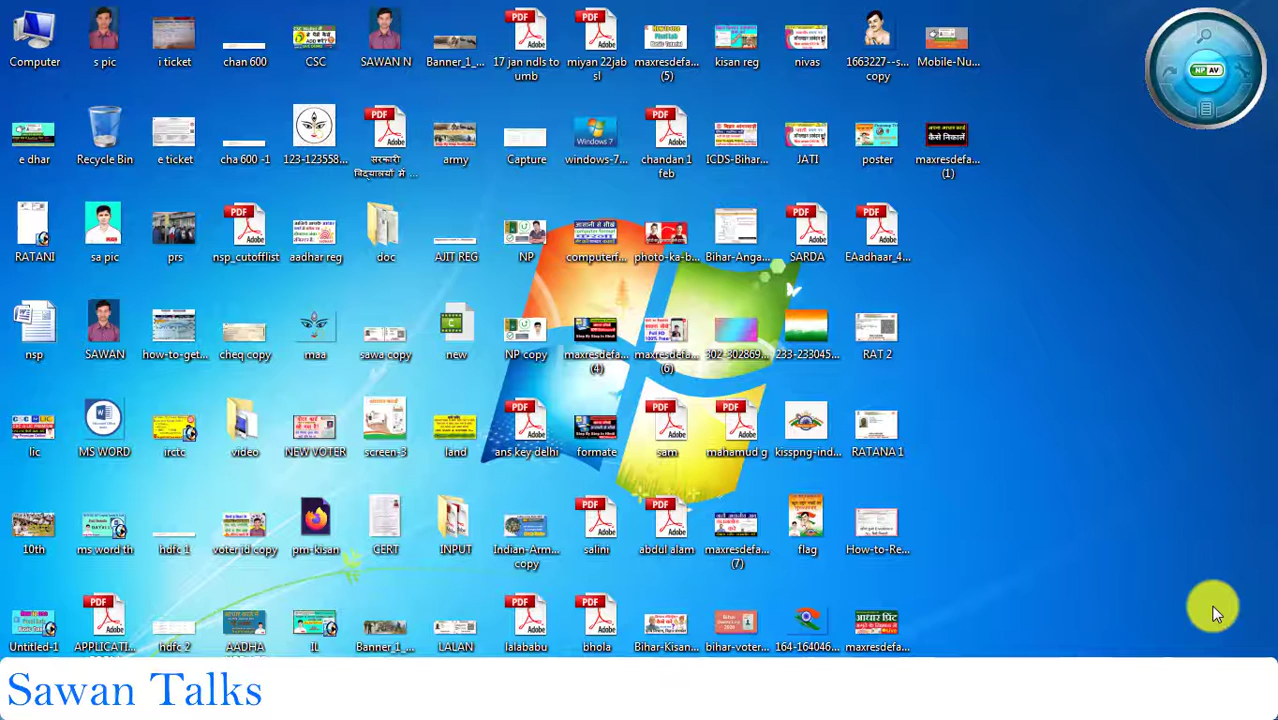 Computer
s pic
i ticket
chan 600
CSC
SAWAN N
Banner_1_...
17 jan ndls to umb
miyan 22jab sl
maxresdefa... (5)
kisan reg
nivas
1663227--s... copy
Mobile-Nu...
e dhar
Recycle Bin
e ticket
cha 600 -1
123-123558...
सरकारी विद्यालयों में ...
army
Capture
windows-7...
chandan 1 feb
ICDS-Bihar...
JATI
poster
maxresdefa... (1)
RATANI
sa pic
prs
nsp_cutofflist
aadhar reg
doc
AJIT REG
NP
computerf...
photo-ka-b...
Bihar-Anga...
SARDA
EAadhaar_4...
nsp
SAWAN
how-to-get...
cheq copy
maa
sawa copy
new
NP copy
maxresdefa... (4)
maxresdefa... (6)
302-302869...
233-233045...
RAT 2
lic
MS WORD
irctc
video
NEW VOTER
screen-3
land
ans key delhi
formate
sam
mahamud g
kisspng-ind...
RATANA 1
10th
ms word th
hdfc 1
voter id copy
pm-kisan
CERT
INPUT
Indian-Arm... copy
salini
abdul alam
maxresdefa... (7)
flag
How-to-Re...
Untitled-1
APPLICATI...
hdfc 2
AADHA
IL
Banner_1_...
LALAN
lalababu
bhola
Bihar-Kisan...
bihar-voter...
164-164046...
maxresdefa...
NP AV
Sawan Talks